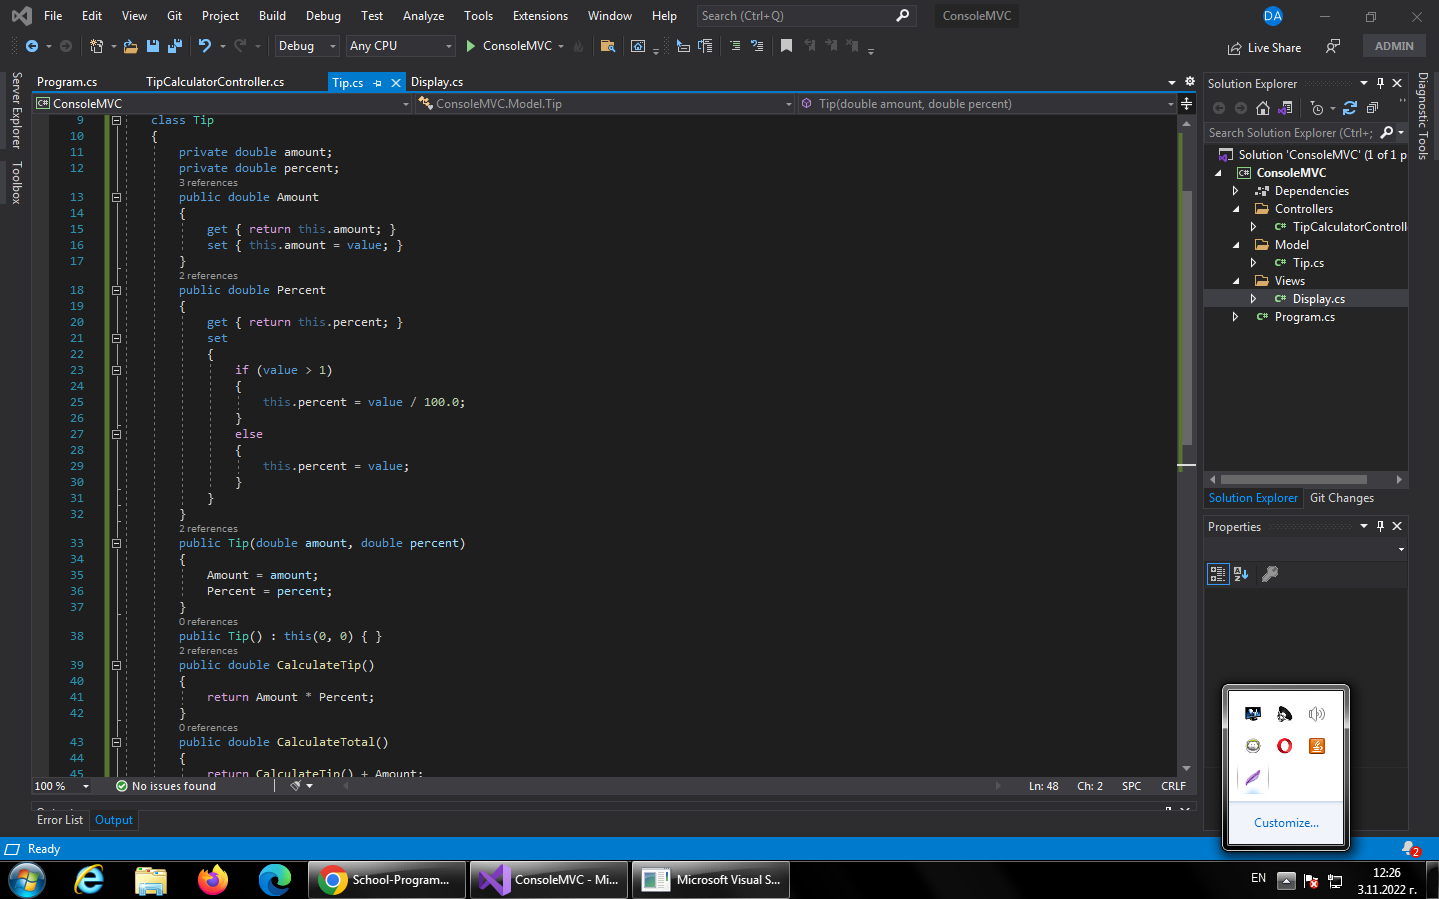 File Edit View Git Project Build Debug Test Analyze Tools Extensions Window Help Search (Ctrl+Q) ConsoleMVC DA
Debug Any CPU ConsoleMVC Live Share ADMIN
Server Explorer
Toolbox
Program.cs TipCalculatorController.cs Tip.cs Display.cs
C# ConsoleMVC ConsoleMVC.Model.Tip Tip(double amount, double percent)
9 class Tip
10 {
11 private double amount;
12 private double percent;
3 references
13 public double Amount
14 {
15 get { return this.amount; }
16 set { this.amount = value; }
17 }
2 references
18 public double Percent
19 {
20 get { return this.percent; }
21 set
22 {
23 if (value > 1)
24 {
25 this.percent = value / 100.0;
26 }
27 else
28 {
29 this.percent = value;
30 }
31 }
32 }
2 references
33 public Tip(double amount, double percent)
34 {
35 Amount = amount;
36 Percent = percent;
37 }
0 references
38 public Tip() : this(0, 0) { }
2 references
39 public double CalculateTip()
40 {
41 return Amount * Percent;
42 }
0 references
43 public double CalculateTotal()
44 {
45 return CalculateTip() + Amount;
100 % No issues found Ln: 48 Ch: 2 SPC CRLF
Error List Output
Ready 2
Solution Explorer
Search Solution Explorer (Ctrl+;
Solution 'ConsoleMVC' (1 of 1 p
C# ConsoleMVC
Dependencies
Controllers
C# TipCalculatorControll
Model
C# Tip.cs
Views
C# Display.cs
C# Program.cs
Solution Explorer Git Changes
Properties
Diagnostic Tools
Customize...
School-Program... ConsoleMVC - Mi... Microsoft Visual S... EN 12:26
3.11.2022 г.